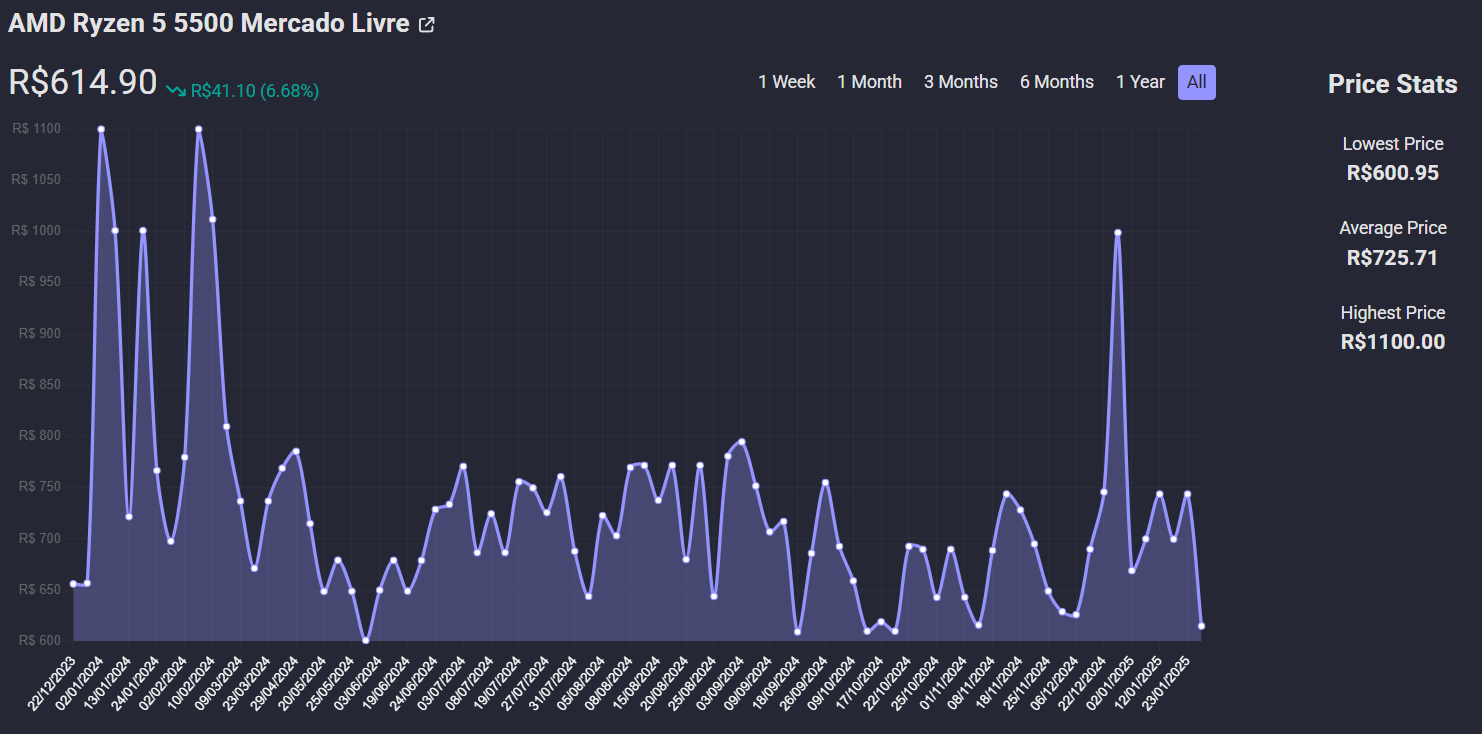 AMD Ryzen 5 5500 Mercado Livre
R$614.90 R$41.10 (6.68%)
1 Week 1 Month 3 Months 6 Months 1 Year All
Price Stats
Lowest Price
R$600.95
Average Price
R$725.71
Highest Price
R$1100.00
R$ 1100
R$ 1050
R$ 1000
R$ 950
R$ 900
R$ 850
R$ 800
R$ 750
R$ 700
R$ 650
R$ 600
22/12/2023
02/01/2024
13/01/2024
24/01/2024
02/02/2024
10/02/2024
09/03/2024
23/03/2024
29/04/2024
20/05/2024
25/05/2024
03/06/2024
19/06/2024
24/06/2024
03/07/2024
08/07/2024
19/07/2024
27/07/2024
31/07/2024
05/08/2024
08/08/2024
15/08/2024
20/08/2024
25/08/2024
03/09/2024
09/09/2024
18/09/2024
26/09/2024
09/10/2024
17/10/2024
22/10/2024
25/10/2024
01/11/2024
08/11/2024
18/11/2024
25/11/2024
06/12/2024
22/12/2024
02/01/2025
12/01/2025
23/01/2025